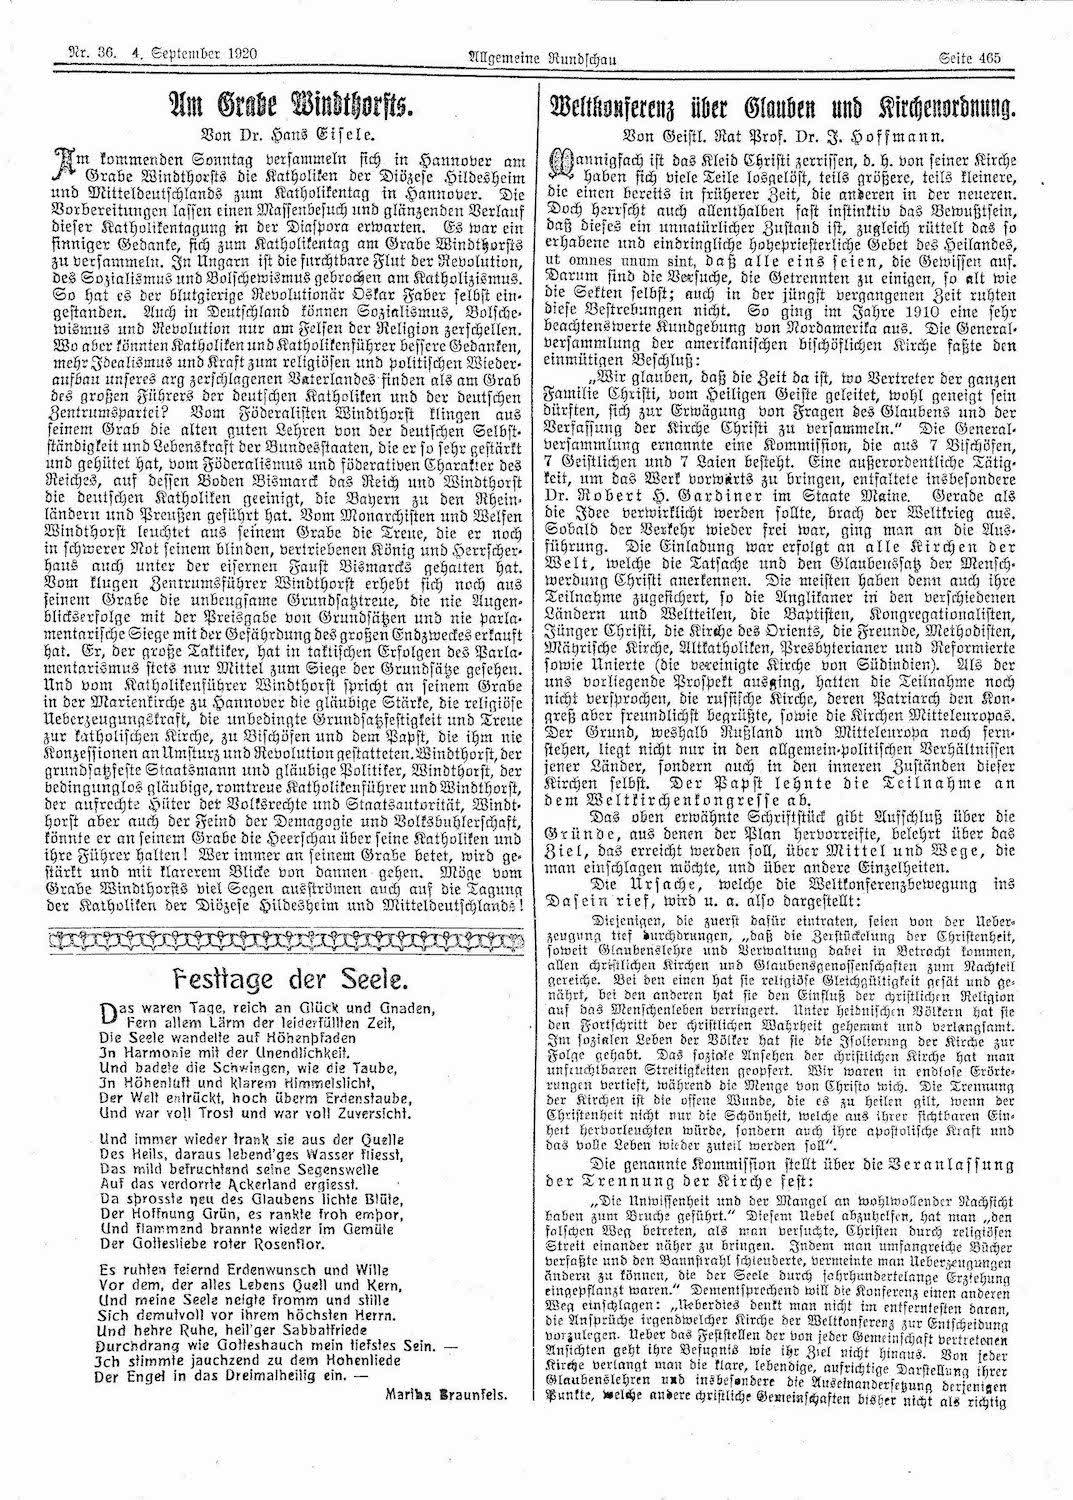 Nr. 36. 4. September 1920
Allgemeine Rundschau
Seite 465
Am Grabe Windthorsts.
Von Dr. Hans Eisele.
Am kommenden Sonntag versammeln sich in Hannover am
Grabe Windthorsts die Katholiken der Diözese Hildesheim
und Mitteldeutschlands zum Katholikentag in Hannover. Die
Vorbereitungen lassen einen Massenbesuch und glänzenden Verlauf
dieser Katholikentagung in der Diaspora erwarten. Es war ein
sinniger Gedanke, sich zum Katholikentag am Grabe Windthorsts
zu versammeln. In Ungarn ist die furchtbare Flut der Revolution,
des Sozialismus und Bolschewismus gebrochen am Katholizismus.
So hat es der blutgierige Revolutionär Oskar Faber selbst ein-
gestanden. Auch in Deutschland können Sozialismus, Bolsche-
wismus und Revolution nur am Felsen der Religion zerschellen.
Wo aber könnten Katholiken und Katholikenführer bessere Gedanken,
mehr Idealismus und Kraft zum religiösen und politischen Wieder-
aufbau unseres arg zerschlagenen Vaterlandes finden als am Grab
des großen Führers der deutschen Katholiken und der deutschen
Zentrumspartei? Vom Föderalisten Windthorst klingen aus
seinem Grab die alten guten Lehren von der deutschen Selbst-
ständigkeit und Lebenskraft der Bundesstaaten, die er so sehr gestärkt
und gehütet hat, vom Föderalismus und föderativen Charakter des
Reiches, auf dessen Boden Bismarck das Reich und Windthorst
die deutschen Katholiken geeinigt, die Bayern zu den Rhein-
ländern und Preußen geführt hat. Vom Monarchisten und Welfen
Windthorst leuchtet aus seinem Grabe die Treue, die er noch
in schwerer Not seinem blinden, vertriebenen König und Herrscher-
haus auch unter der eisernen Faust Bismarcks gehalten hat.
Vom klugen Zentrumsführer Windthorst erhebt sich noch aus
seinem Grabe die unbeugsame Grundsatztreue, die nie Augen-
blickserfolge mit der Preisgabe von Grundsätzen und nie parla-
mentarische Siege mit der Gefährdung des großen Endzweckes erkauft
hat. Er, der große Taktiker, hat in taktischen Erfolgen des Parla-
mentarismus stets nur Mittel zum Siege der Grundsätze gesehen.
Und vom Katholikenführer Windthorst spricht an seinem Grabe
in der Marienkirche zu Hannover die gläubige Stärke, die religiöse
Ueberzeugungskraft, die unbedingte Grundsatzfestigkeit und Treue
zur katholischen Kirche, zu Bischöfen und dem Papst, die ihm nie
Konzessionen an Umsturz und Revolution gestatteten. Windthorst, der
grundsatzfeste Staatsmann und gläubige Politiker, Windthorst, der
bedingunglos gläubige, romtreue Katholikenführer und Windthorst,
der aufrechte Hüter der Volksrechte und Staatsautorität, Windt-
horst aber auch der Feind der Demagogie und Volksbuhlerschaft,
könnte er an seinem Grabe die Heerschau über seine Katholiken und
ihre Führer halten! Wer immer an seinem Grabe betet, wird ge-
stärkt und mit klarerem Blicke von dannen gehen. Möge vom
Grabe Windthorsts viel Segen ausströmen auch auf die Tagung
der Katholiken der Diözese Hildesheim und Mitteldeutschlands!
Festtage der Seele.
Das waren Tage, reich an Glück und Gnaden,
Fern allem Lärm der leiderfüllten Zeit,
Die Seele wandelte auf Höhenpfaden
In Harmonie mit der Unendlichkeit.
Und badete die Schwingen, wie die Taube,
In Höhenluft und klarem Himmelslicht,
Der Welt entrückt, hoch überm Erdenstaube,
Und war voll Trost und war voll Zuversicht.
Und immer wieder trank sie aus der Quelle
Des Heils, daraus lebend'ges Wasser fliesst,
Das mild befruchtend seine Segenswelle
Auf das verdorrte Ackerland ergiesst.
Da sprosste neu des Glaubens lichte Blüte,
Der Hoffnung Grün, es rankte froh empor,
Und flammend brannte wieder im Gemüte
Der Gottesliebe roter Rosenflor.
Es ruhten feiernd Erdenwunsch und Wille
Vor dem, der alles Lebens Quell und Kern,
Und meine Seele neigte fromm und stille
Sich demutvoll vor ihrem höchsten Herrn.
Und hehre Ruhe, heil'ger Sabbatfriede
Durchdrang wie Gotteshauch mein tiefstes Sein. —
Ich stimmte jauchzend zu dem Hohenliede
Der Engel in das Dreimalheilig ein. —
Martha Braunfels.
Weltkonferenz über Glauben und Kirchenordnung.
Von Geistl. Rat Prof. Dr. J. Hoffmann.
Mannigfach ist das Kleid Christi zerrissen, d. h. von seiner Kirche
haben sich viele Teile losgelöst, teils größere, teils kleinere,
die einen bereits in früherer Zeit, die anderen in der neueren.
Doch herrscht auch allenthalben fast instinktiv das Bewußtsein,
daß dieses ein unnatürlicher Zustand ist, zugleich rüttelt das so
erhabene und eindringliche hohepriesterliche Gebet des Heilandes,
ut omnes unum sint, daß alle eins seien, die Gewissen auf.
Darum sind die Versuche, die Getrennten zu einigen, so alt wie
die Sekten selbst; auch in der jüngst vergangenen Zeit ruhten
diese Bestrebungen nicht. So ging im Jahre 1910 eine sehr
beachtenswerte Kundgebung von Nordamerika aus. Die General-
versammlung der amerikanischen bischöflichen Kirche faßte den
einmütigen Beschluß:
„Wir glauben, daß die Zeit da ist, wo Vertreter der ganzen
Familie Christi, vom Heiligen Geiste geleitet, wohl geneigt sein
dürften, sich zur Erwägung von Fragen des Glaubens und der
Verfassung der Kirche Christi zu versammeln.“ Die General-
versammlung ernannte eine Kommission, die aus 7 Bischöfen,
7 Geistlichen und 7 Laien besteht. Eine außerordentliche Tätig-
keit, um das Werk vorwärts zu bringen, entfaltete insbesondere
Dr. Robert H. Gardiner im Staate Maine. Gerade als
die Idee verwirklicht werden sollte, brach der Weltkrieg aus.
Sobald der Verkehr wieder frei war, ging man an die Aus-
führung. Die Einladung war erfolgt an alle Kirchen der
Welt, welche die Tatsache und den Glaubenssatz der Mensch-
werdung Christi anerkennen. Die meisten haben denn auch ihre
Teilnahme zugesichert, so die Anglikaner in den verschiedenen
Ländern und Weltteilen, die Baptisten, Kongregationalisten,
Jünger Christi, die Kirche des Orients, die Freunde, Methodisten,
Mährische Kirche, Altkatholiken, Presbyterianer und Reformierte
sowie Unierte (die vereinigte Kirche von Südindien). Als der
uns vorliegende Prospekt ausging, hatten die Teilnahme noch
nicht versprochen, die russische Kirche, deren Patriarch den Kon-
greß aber freundlichst begrüßte, sowie die Kirchen Mitteleuropas.
Der Grund, weshalb Rußland und Mitteleuropa noch fern-
stehen, liegt nicht nur in den allgemein-politischen Verhältnissen
jener Länder, sondern auch in den inneren Zuständen dieser
Kirchen selbst. Der Papst lehnte die Teilnahme an
dem Weltkirchenkongresse ab.
Das oben erwähnte Schriftstück gibt Aufschluß über die
Gründe, aus denen der Plan hervorreifte, belehrt über das
Ziel, das erreicht werden soll, über Mittel und Wege, die
man einschlagen möchte, und über andere Einzelheiten.
Die Ursache, welche die Weltkonferenzbewegung ins
Dasein rief, wird u. a. also dargestellt:
Diejenigen, die zuerst dafür eintraten, seien von der Ueber-
zeugung tief durchdrungen, „daß die Zerstückelung der Christenheit,
soweit Glaubenslehre und Verwaltung dabei in Betracht kommen,
allen christlichen Kirchen und Glaubensgenossenschaften zum Nachteil
gereiche. Bei den einen hat sie religiöse Gleichgültigkeit gesät und ge-
nährt, bei den anderen hat sie den Einfluß der christlichen Religion
auf das Menschenleben verringert. Unter heidnischen Völkern hat sie
den Fortschritt der christlichen Wahrheit gehemmt und verlangsamt.
Im sozialen Leben der Völker hat sie die Isolierung der Kirche zur
Folge gehabt. Das soziale Ansehen der christlichen Kirche hat man
unfruchtbaren Streitigkeiten geopfert. Wir waren in endlose Erörte-
rungen vertieft, während die Menge von Christo wich. Die Trennung
der Kirchen ist die offene Wunde, die es zu heilen gilt, wenn der
Christenheit nicht nur die Schönheit, welche aus ihrer sichtbaren Ein-
heit hervorleuchten würde, sondern auch ihre apostolische Kraft und
das volle Leben wieder zuteil werden soll“.
Die genannte Kommission stellt über die Veranlassung
der Trennung der Kirche fest:
„Die Unwissenheit und der Mangel an wohlwollender Nachsicht
haben zum Bruche geführt.“ Diesem Uebel abzuhelfen, hat man „den
falschen Weg betreten, als man versuchte, Christen durch religiösen
Streit einander näher zu bringen. Indem man umfangreiche Bücher
verfaßte und den Bannstrahl schleuderte, vermeinte man Ueberzeugungen
ändern zu können, die der Seele durch jahrhundertelange Erziehung
eingepflanzt waren.“ Dementsprechend will die Konferenz einen anderen
Weg einschlagen: „Ueberdies denkt man nicht im entferntesten daran,
die Ansprüche irgendwelcher Kirche der Weltkonferenz zur Entscheidung
vorzulegen. Ueber das Feststellen der von jeder Gemeinschaft vertretenen
Ansichten geht ihre Befugnis wie ihr Ziel nicht hinaus. Von jeder
Kirche verlangt man die klare, lebendige, aufrichtige Darstellung ihrer
Glaubenslehren und insbesondere die Auseinandersetzung derjenigen
Punkte, welche andere christliche Gemeinschaften bisher nicht als richtig